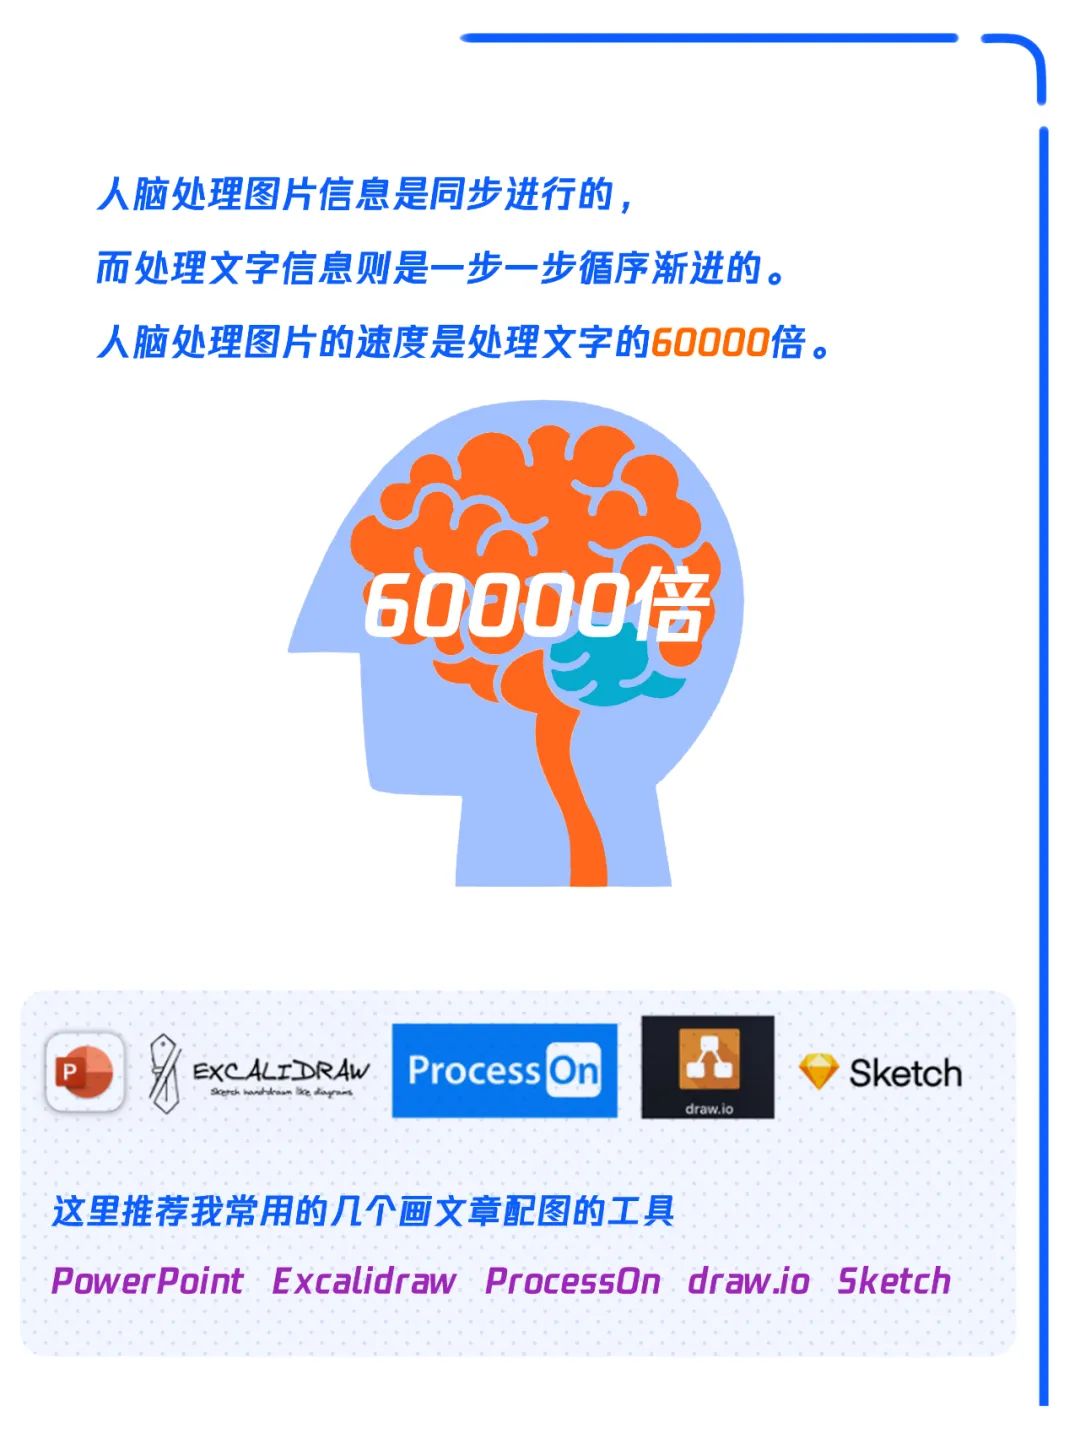 人脑处理图片信息是同步进行的，
而处理文字信息则是一步一步循序渐进的。
人脑处理图片的速度是处理文字的60000倍。
60000倍
P
EXCALIDRAW
Sketch handdrawn like diagrams
ProcessOn
draw.io
Sketch
这里推荐我常用的几个画文章配图的工具
PowerPoint Excalidraw ProcessOn draw.io Sketch